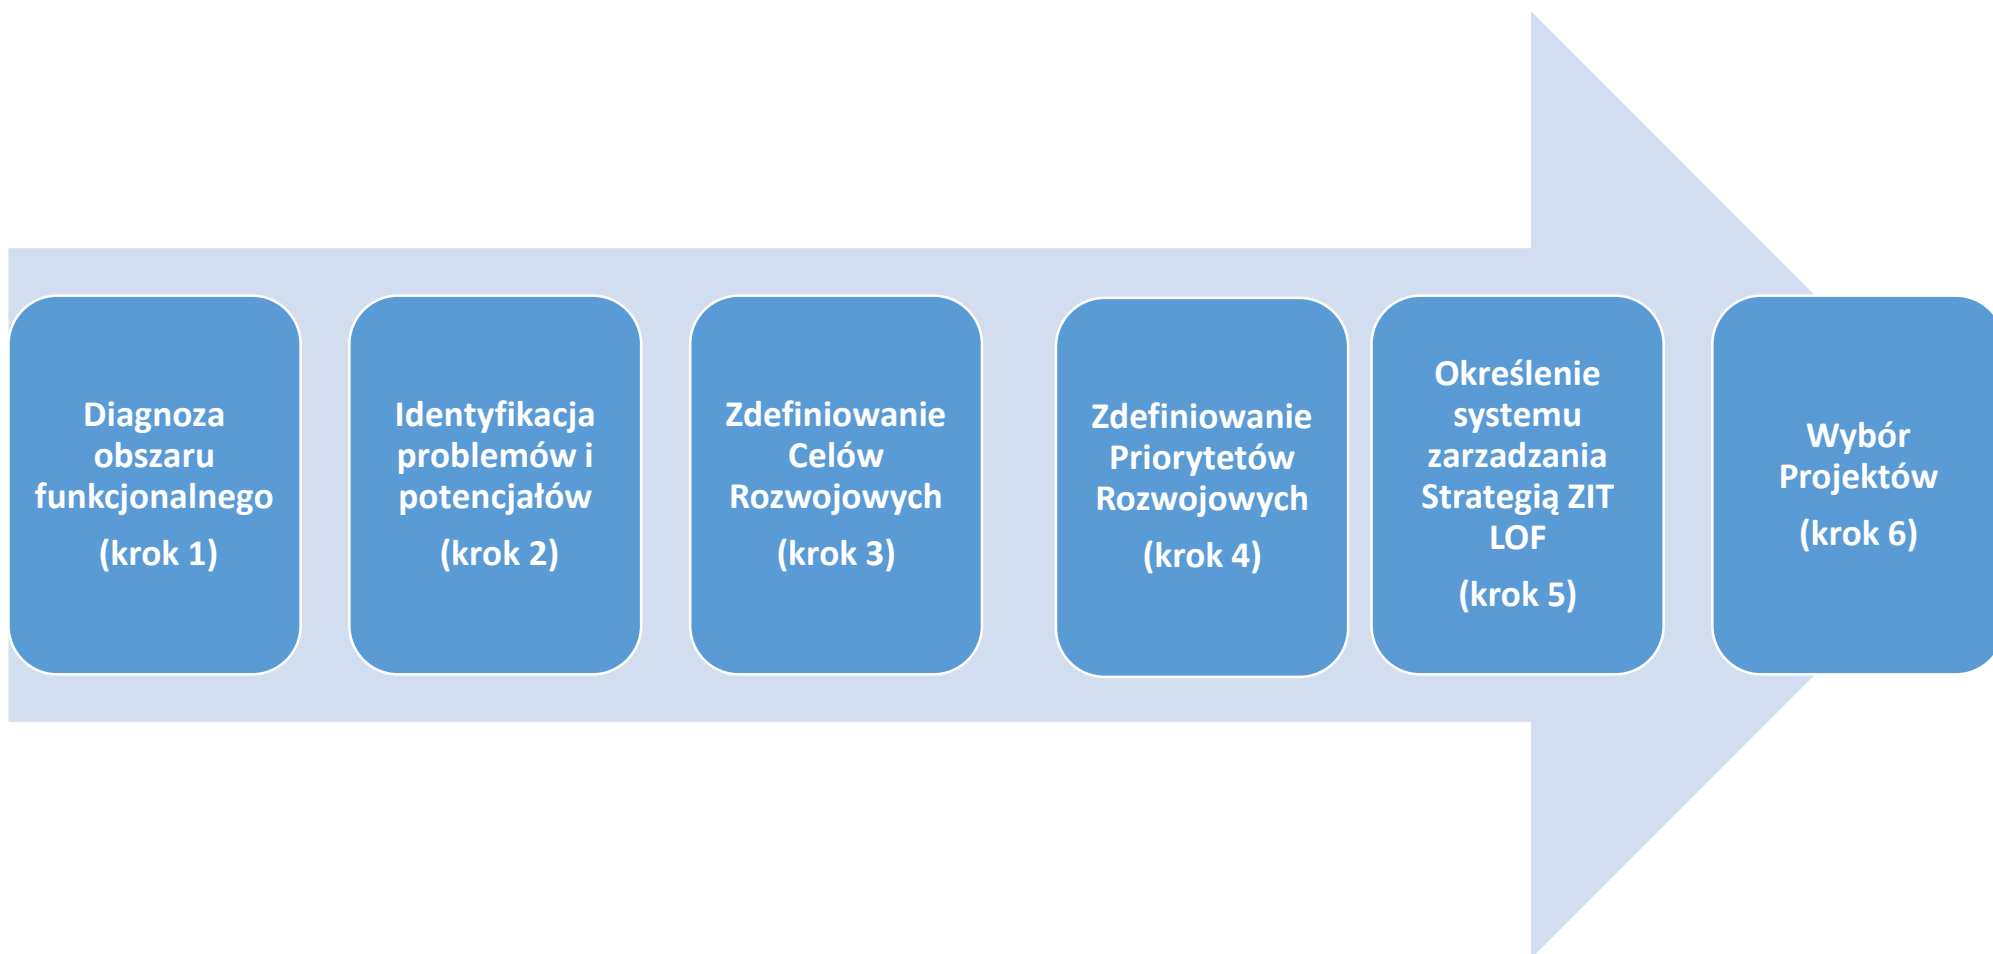 Diagnoza
obszaru
funkcjonalnego
(krok 1)
Identyfikacja
problemów i
potencjałów
(krok 2)
Zdefiniowanie
Celów
Rozwojowych
(krok 3)
Zdefiniowanie
Priorytetów
Rozwojowych
(krok 4)
Określenie
systemu
zarzadzania
Strategią ZIT
LOF
(krok 5)
Wybór
Projektów
(krok 6)